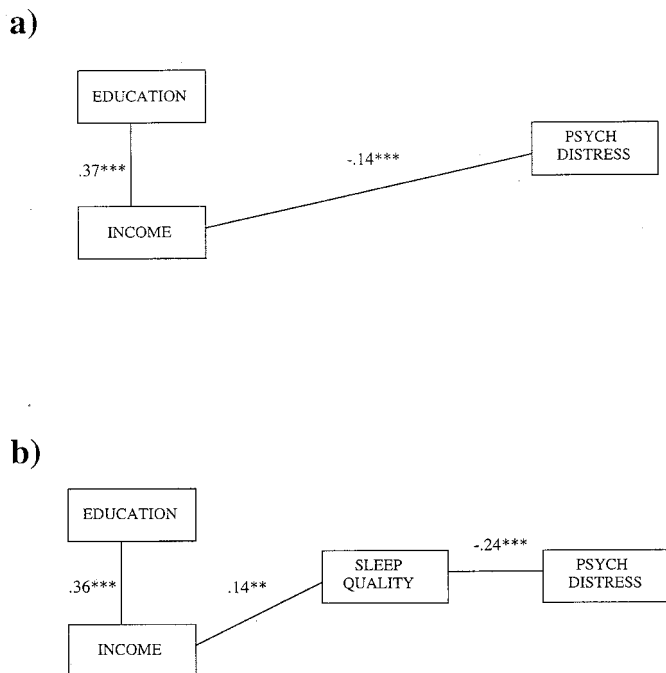 a)
EDUCATION
PSYCH
DISTRESS
-.14***
.37***
INCOME
b)
EDUCATION
-.24***
SLEEP
QUALITY
PSYCH
DISTRESS
.36***
.14**
INCOME